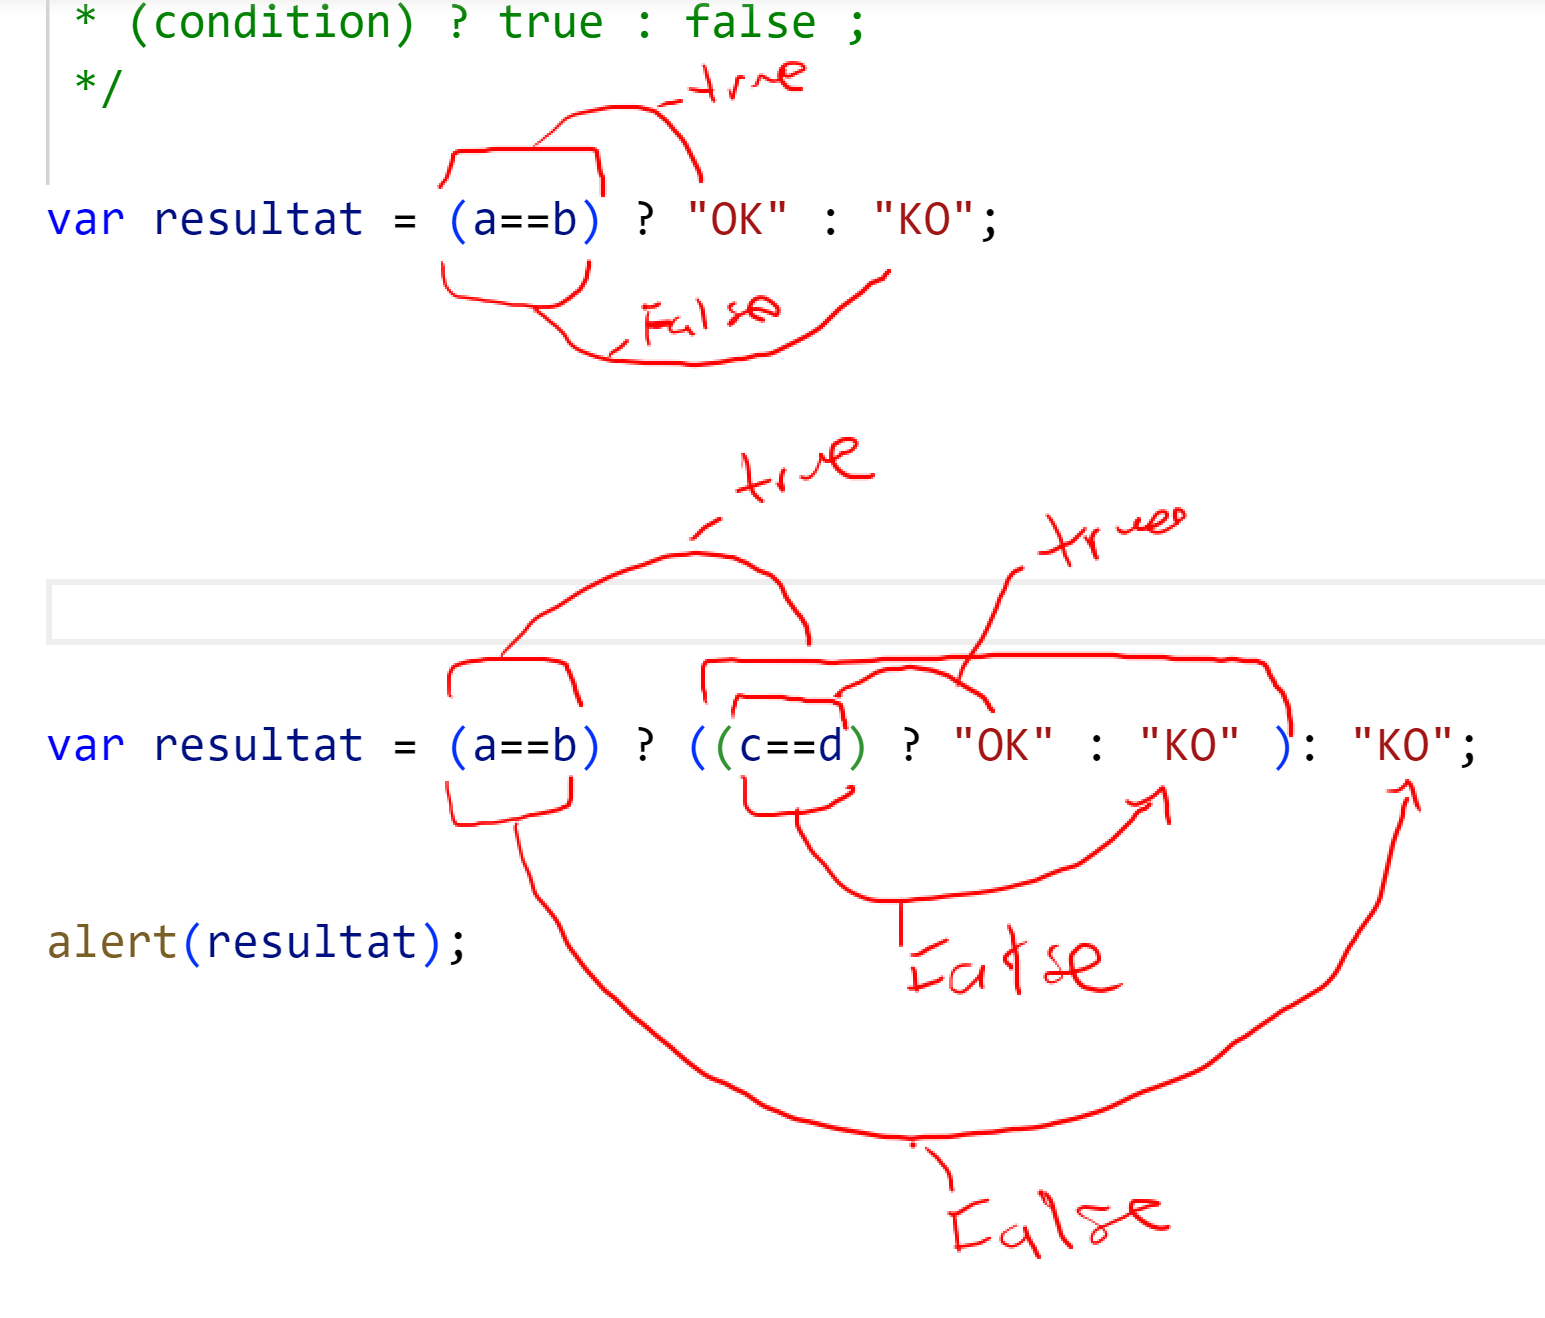 * (condition) ? true : false ;
*/
true
var resultat = (a==b) ? "OK" : "KO";
False
true
true
var resultat = (a==b) ? ((c==d) ? "OK" : "KO" ): "KO";
alert(resultat);
False
False